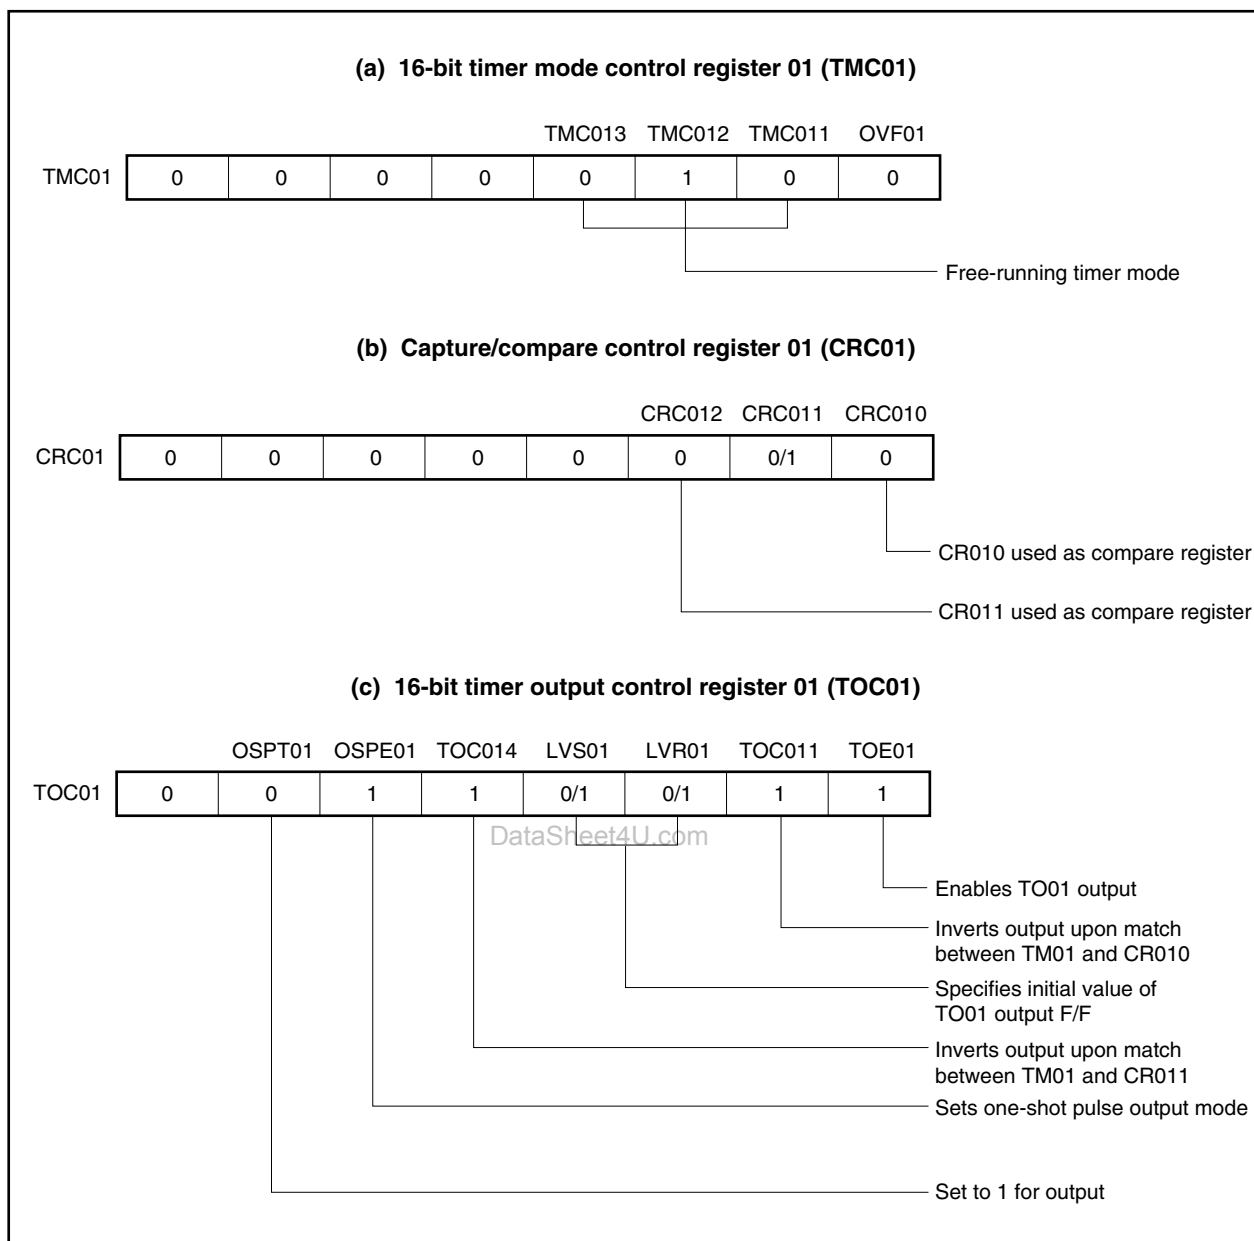 (a) 16-bit timer mode control register 01 (TMC01)
TMC013 TMC012 TMC011 OVF01
TMC01 0 0 0 0 0 1 0 0
Free-running timer mode
(b) Capture/compare control register 01 (CRC01)
CRC012 CRC011 CRC010
CRC01 0 0 0 0 0 0 0/1 0
CR010 used as compare register
CR011 used as compare register
(c) 16-bit timer output control register 01 (TOC01)
OSPT01 OSPE01 TOC014 LVS01 LVR01 TOC011 TOE01
TOC01 0 0 1 1 0/1 0/1 1 1
DataSheet4U.com
Enables TO01 output
Inverts output upon match
between TM01 and CR010
Specifies initial value of
TO01 output F/F
Inverts output upon match
between TM01 and CR011
Sets one-shot pulse output mode
Set to 1 for output